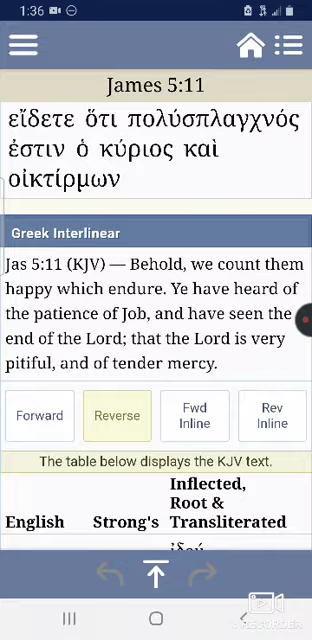 1:36
James 5:11
εἴδετε ὅτι πολύσπλαγχνός
ἐστιν ὁ κύριος καὶ
οἰκτίρμων
Greek Interlinear
Jas 5:11 (KJV) — Behold, we count them
happy which endure. Ye have heard of
the patience of Job, and have seen the
end of the Lord; that the Lord is very
pitiful, and of tender mercy.
Forward
Reverse
Fwd
Inline
Rev
Inline
The table below displays the KJV text.
English
Strong's
Inflected,
Root &
Transliterated
ἰδού
RECORDER